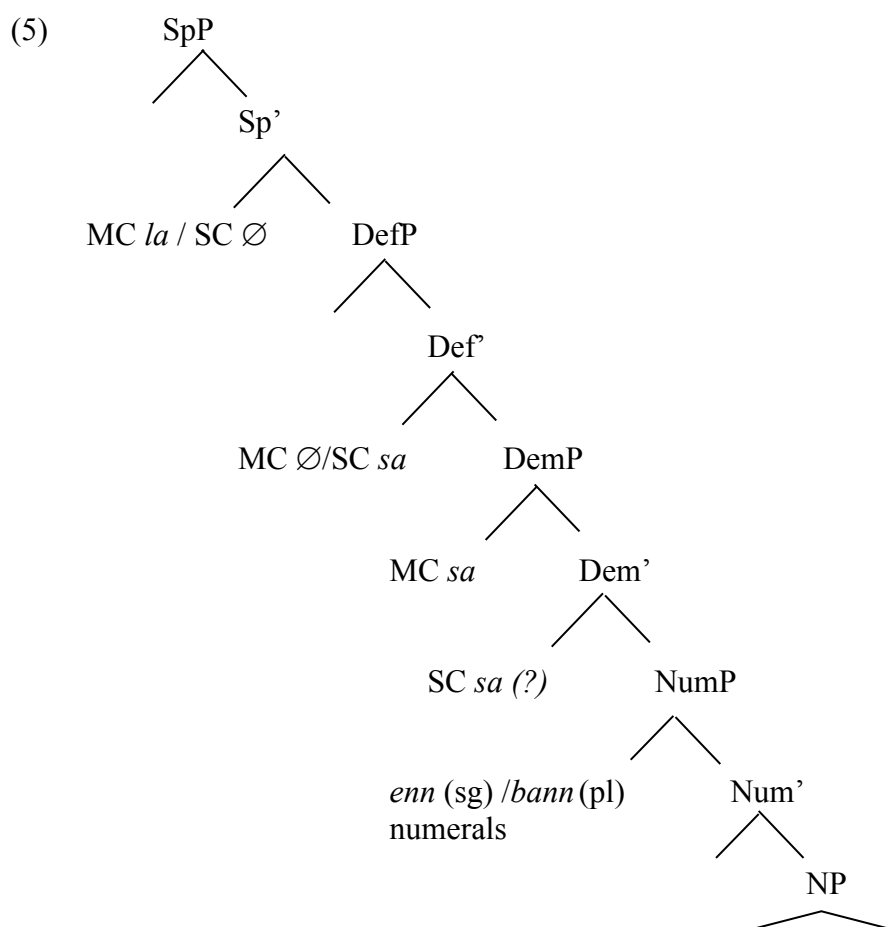 (5) SpP
Sp’
MC la / SC ∅ DefP
Def’
MC ∅/SC sa DemP
MC sa Dem’
SC sa (?) NumP
enn (sg) /bann (pl) Num’
numerals
NP